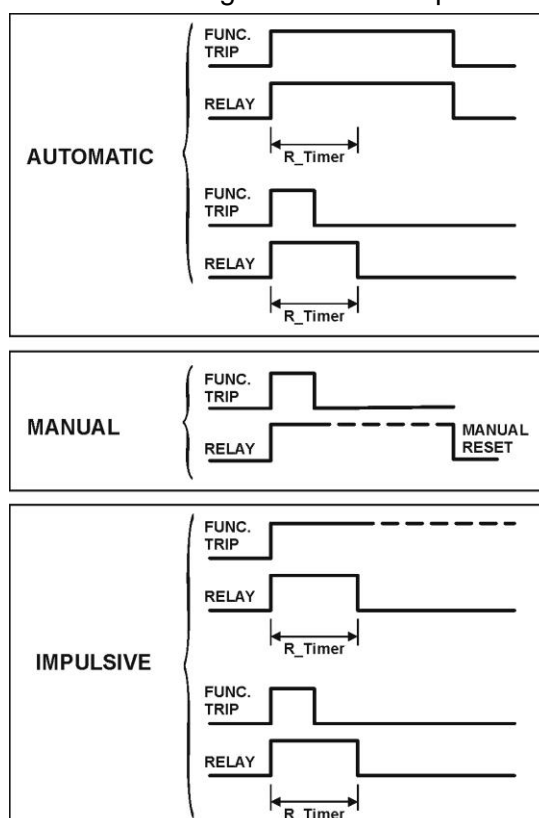 FUNC.
TRIP
RELAY
R_Timer
AUTOMATIC
FUNC.
TRIP
RELAY
R_Timer
FUNC.
TRIP
MANUAL
RELAY
MANUAL
RESET
FUNC.
TRIP
RELAY
R_Timer
IMPULSIVE
FUNC.
TRIP
RELAY
R_Timer